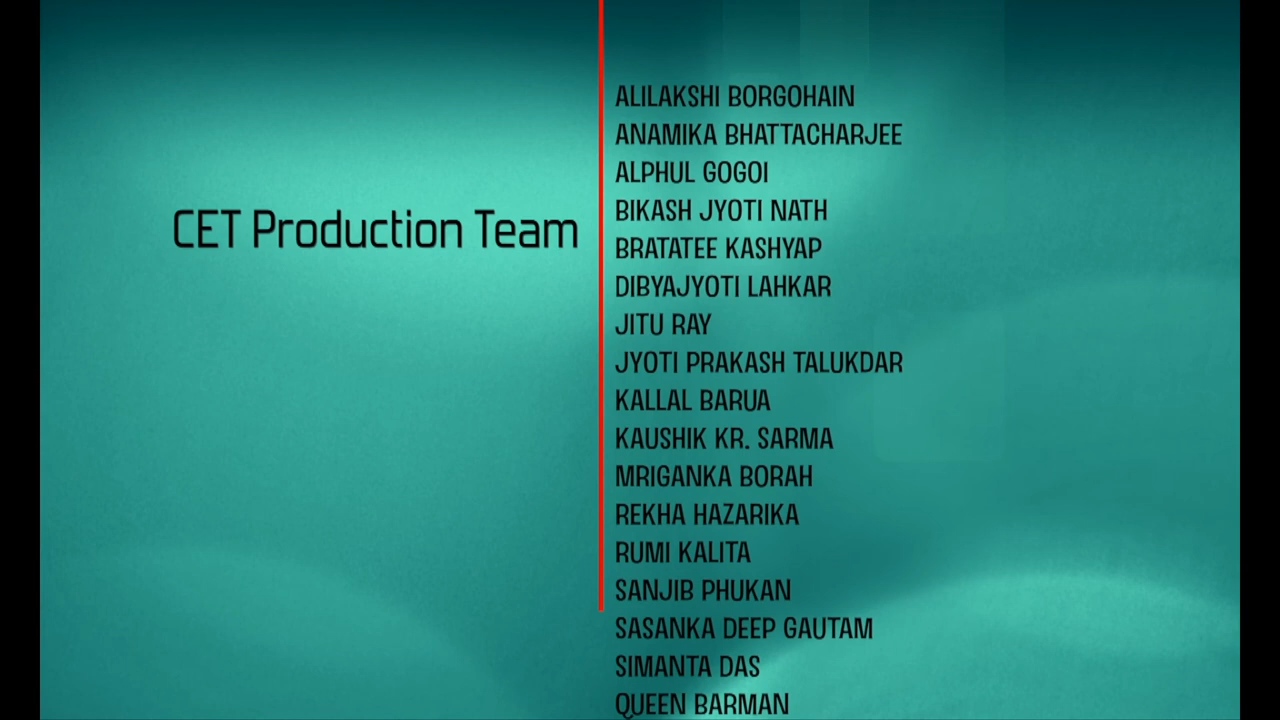 CET Production Team
ALILAKSHI BORGOHAIN
ANAMIKA BHATTACHARJEE
ALPHUL GOGOI
BIKASH JYOTI NATH
BRATATEE KASHYAP
DIBYAJYOTI LAHKAR
JITU RAY
JYOTI PRAKASH TALUKDAR
KALLAL BARUA
KAUSHIK KR. SARMA
MRIGANKA BORAH
REKHA HAZARIKA
RUMI KALITA
SANJIB PHUKAN
SASANKA DEEP GAUTAM
SIMANTA DAS
QUEEN BARMAN